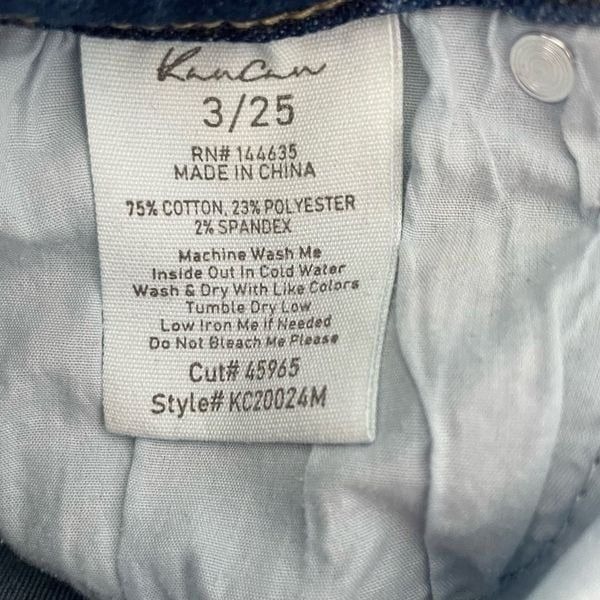 KanCan
3/25
RN# 144635
MADE IN CHINA
75% COTTON, 23% POLYESTER
2% SPANDEX
Machine Wash Me
Inside Out In Cold Water
Wash & Dry With Like Colors
Tumble Dry Low
Low Iron Me if Needed
Do Not Bleach Me Please
Cut# 45965
Style# KC20024M